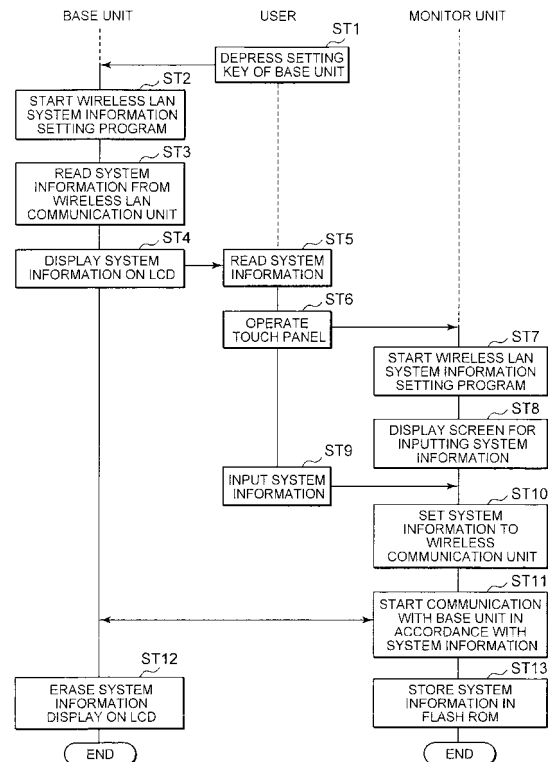 BASE UNIT
USER
MONITOR UNIT
ST1
DEPRESS SETTING
KEY OF BASE UNIT
ST2
START WIRELESS LAN
SYSTEM INFORMATION
SETTING PROGRAM
ST3
READ SYSTEM
INFORMATION FROM
WIRELESS LAN
COMMUNICATION UNIT
ST4
DISPLAY SYSTEM
INFORMATION ON LCD
ST5
READ SYSTEM
INFORMATION
ST6
OPERATE
TOUCH PANEL
ST7
START WIRELESS LAN
SYSTEM INFORMATION
SETTING PROGRAM
ST8
DISPLAY SCREEN FOR
INPUTTING SYSTEM
INFORMATION
ST9
INPUT SYSTEM
INFORMATION
ST10
SET SYSTEM
INFORMATION TO
WIRELESS
COMMUNICATION UNIT
ST11
START COMMUNICATION
WITH BASE UNIT IN
ACCORDANCE WITH
SYSTEM INFORMATION
ST12
ERASE SYSTEM
INFORMATION
DISPLAY ON LCD
ST13
STORE SYSTEM
INFORMATION IN
FLASH ROM
END
END